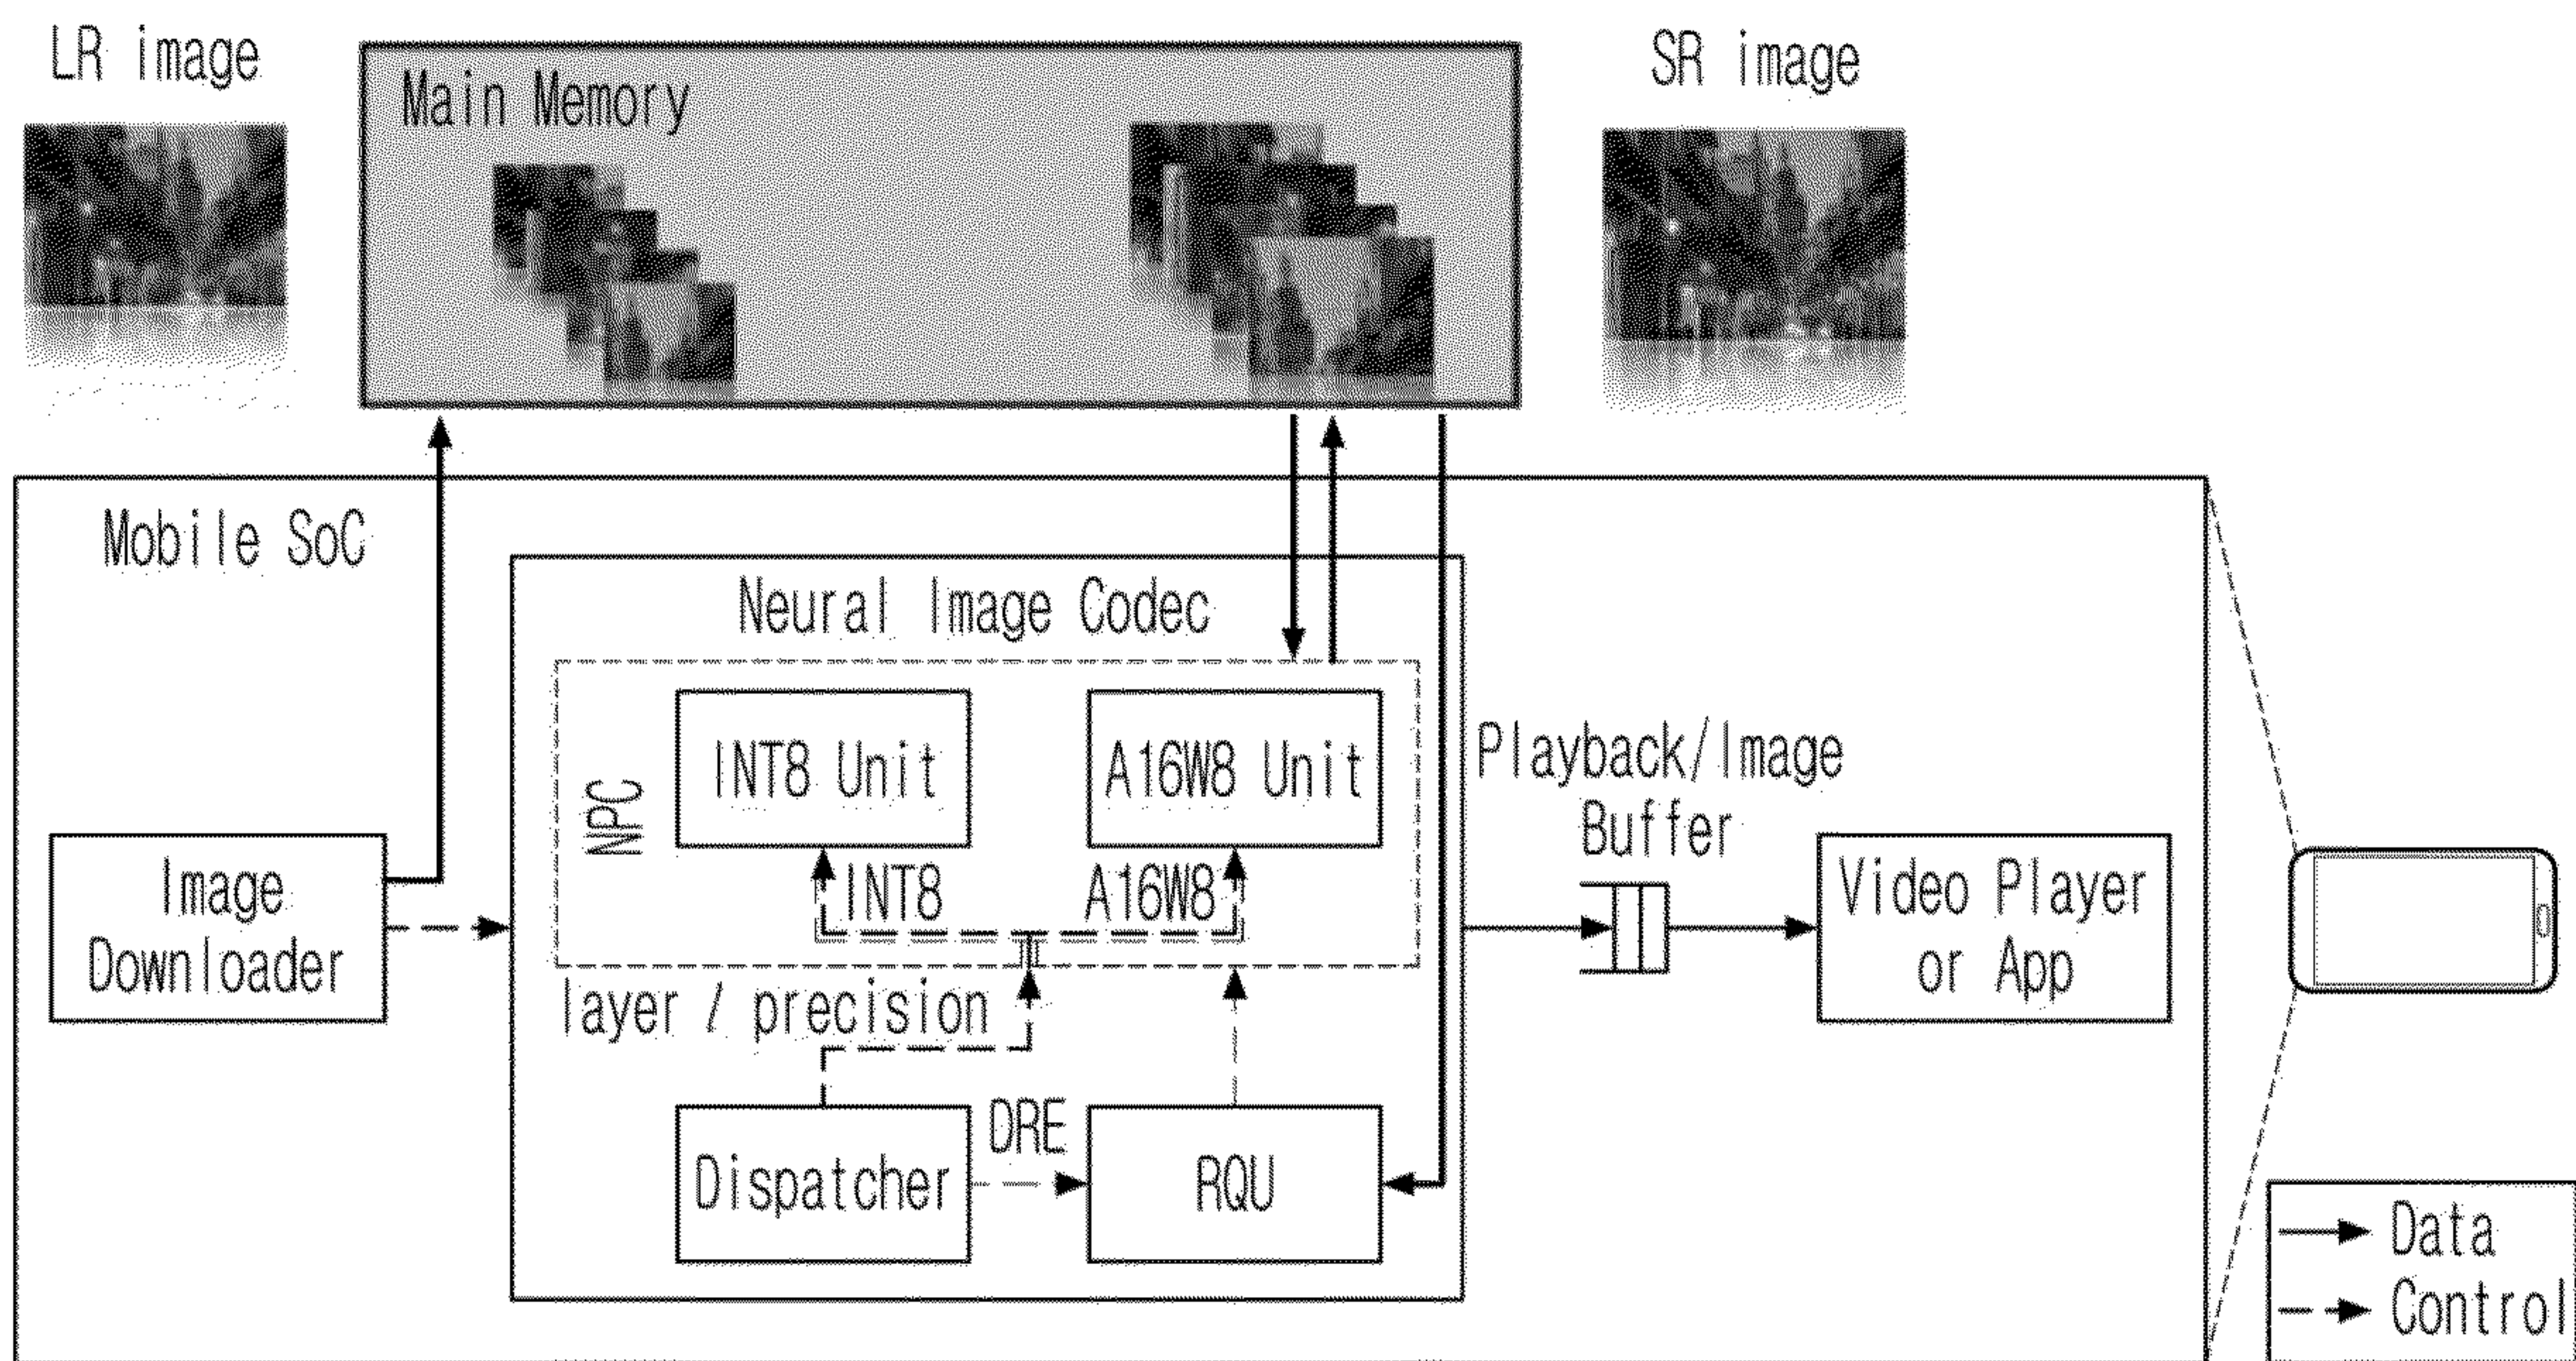 LR image
Main Memory
SR image
Mobile SoC
Neural Image Codec
NPC
INT8 Unit
A16W8 Unit
INT8
A16W8
layer / precision
Image
Downloader
Dispatcher
DRE
RQU
Playback/Image
Buffer
Video Player
or App
Data
Control